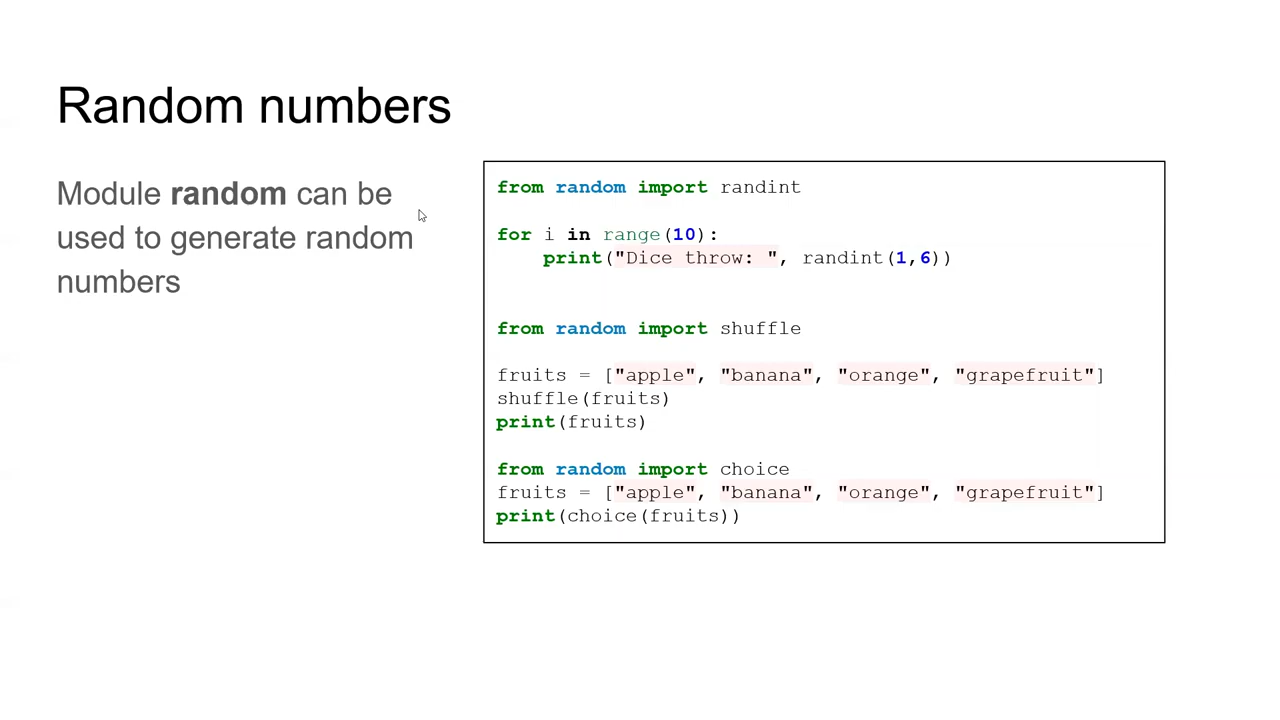 Random numbers
Module random can be
used to generate random
numbers
from random import randint
for i in range(10):
    print("Dice throw: ", randint(1,6))
from random import shuffle
fruits = ["apple", "banana", "orange", "grapefruit"]
shuffle(fruits)
print(fruits)
from random import choice
fruits = ["apple", "banana", "orange", "grapefruit"]
print(choice(fruits))